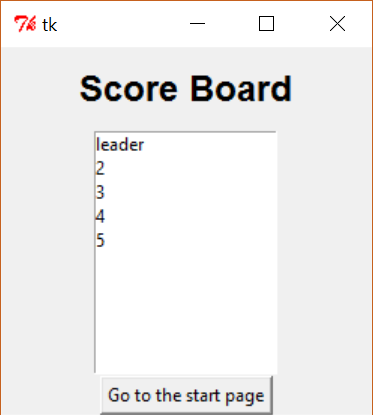 tk
Score Board
leader
2
3
4
5
Go to the start page